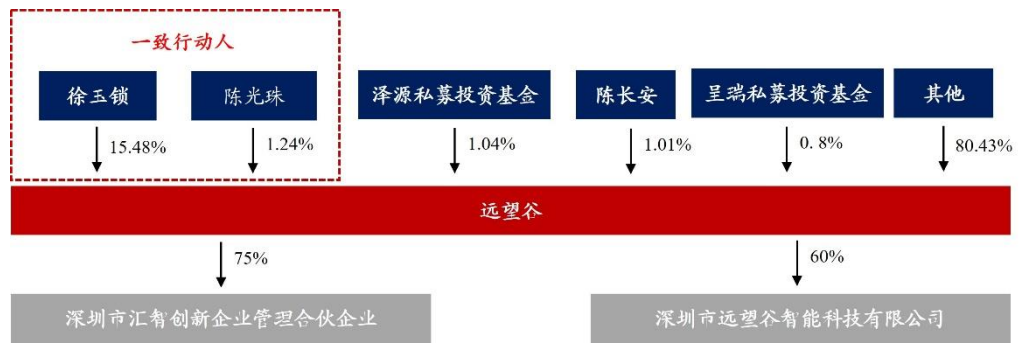 一致行动人
徐玉锁 陈光珠 泽源私募投资基金 陈长安 呈瑞私募投资基金 其他
15.48% 1.24% 1.04% 1.01% 0. 8% 80.43%
远望谷
75% 60%
深圳市汇智创新企业管理合伙企业 深圳市远望谷智能科技有限公司